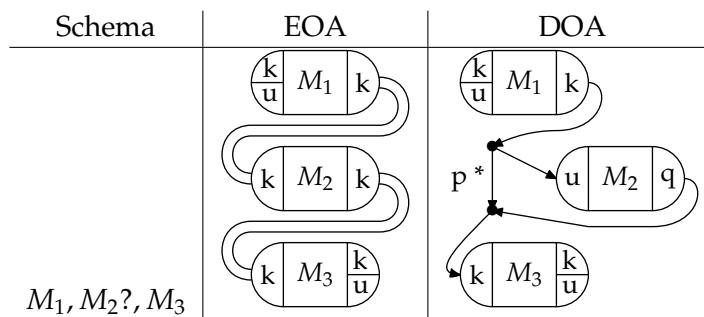 Schema EOA DOA
k u M₁ k k u M₁ k
k M₂ k p * u M₂ q
k M₃ k u k M₃ k u
M₁, M₂?, M₃